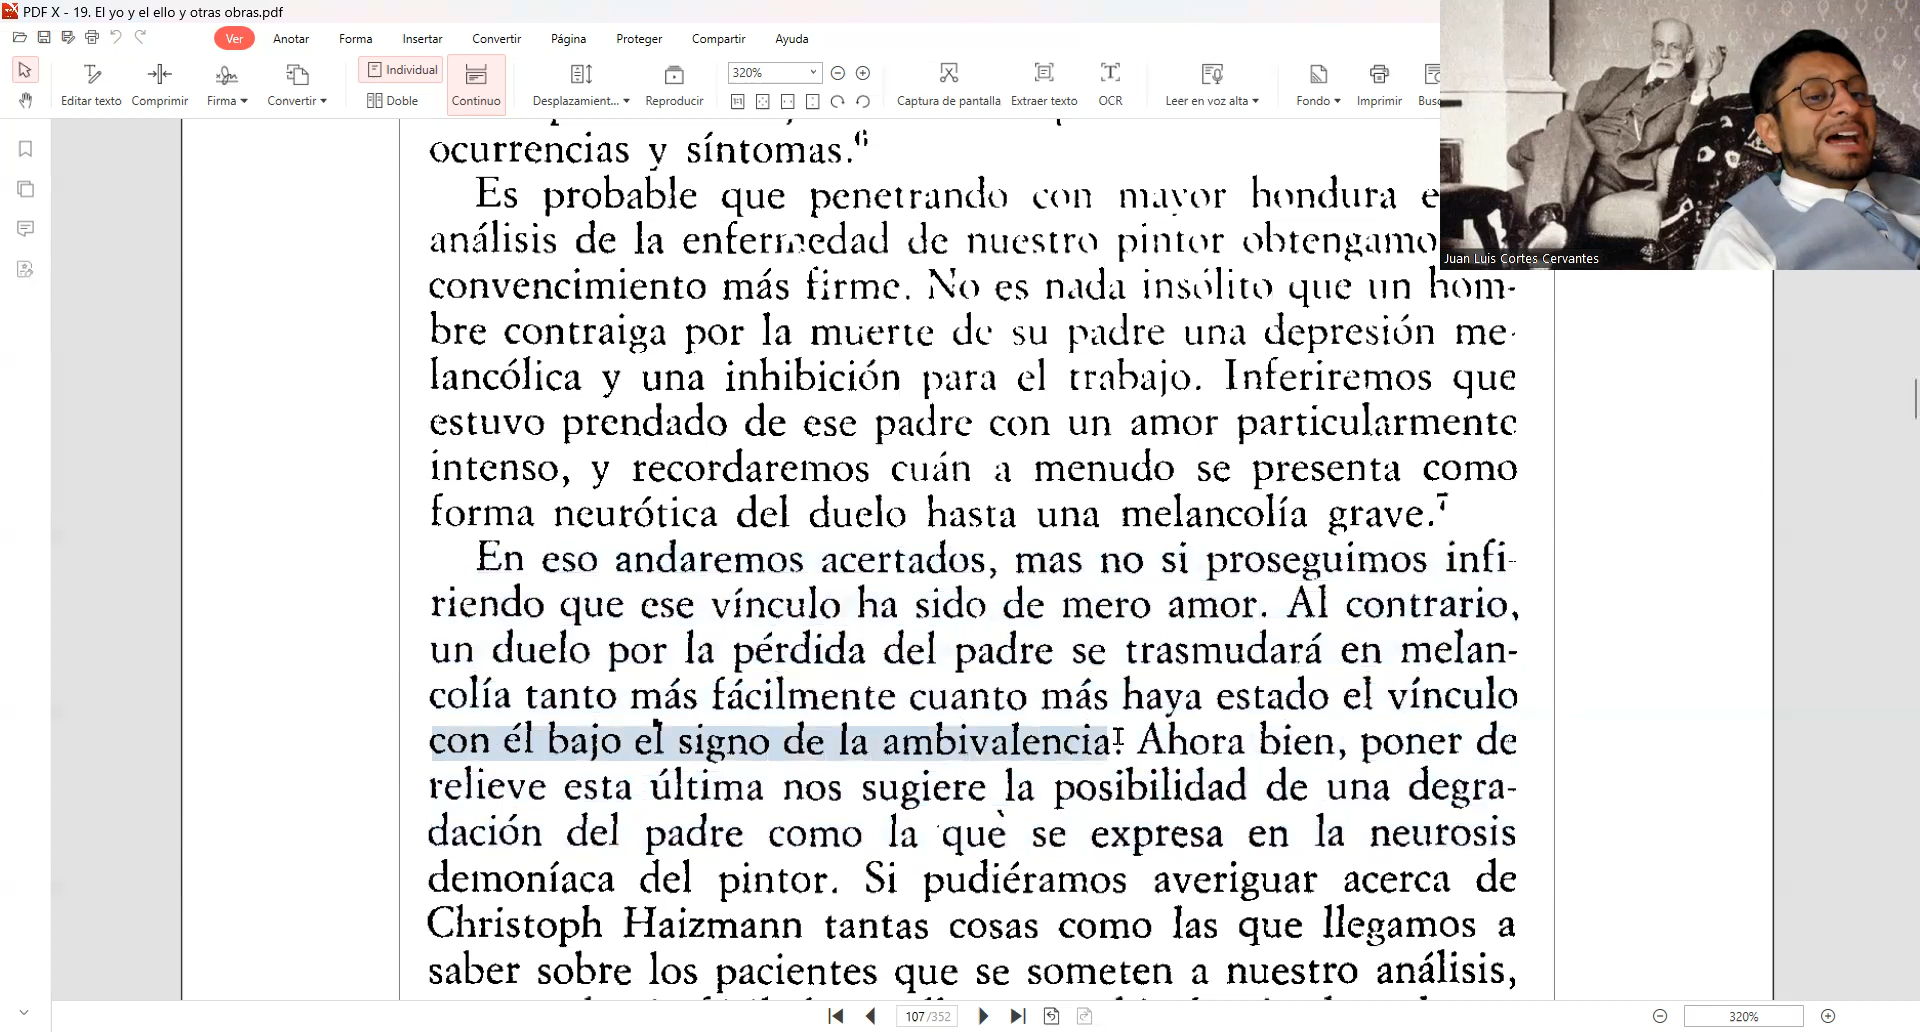 PDF X - 19. El yo y el ello y otras obras.pdf
Ver Anotar Forma Insertar Convertir Página Proteger Compartir Ayuda
Individual
320%
Editar texto Comprimir Firma Convertir Doble Continuo Desplazamient... Reproducir Captura de pantalla Extraer texto OCR Leer en voz alta Fondo Imprimir
Juan Luis Cortes Cervantes
ocurrencias y síntomas.6
Es probable que penetrando con mayor hondura
análisis de la enfermedad de nuestro pintor obtengamo
convencimiento más firme. No es nada insólito que un hom-
bre contraiga por la muerte de su padre una depresión me-
lancólica y una inhibición para el trabajo. Inferiremos que
estuvo prendado de ese padre con un amor particularmente
intenso, y recordaremos cuán a menudo se presenta como
forma neurótica del duelo hasta una melancolía grave.7
En eso andaremos acertados, mas no si proseguimos infi-
riendo que ese vínculo ha sido de mero amor. Al contrario,
un duelo por la pérdida del padre se trasmudará en melan-
colía tanto más fácilmente cuanto más haya estado el vínculo
con él bajo el signo de la ambivalencia. Ahora bien, poner de
relieve esta última nos sugiere la posibilidad de una degra-
dación del padre como la que se expresa en la neurosis
demoníaca del pintor. Si pudiéramos averiguar acerca de
Christoph Haizmann tantas cosas como las que llegamos a
saber sobre los pacientes que se someten a nuestro análisis,
107/352
320%